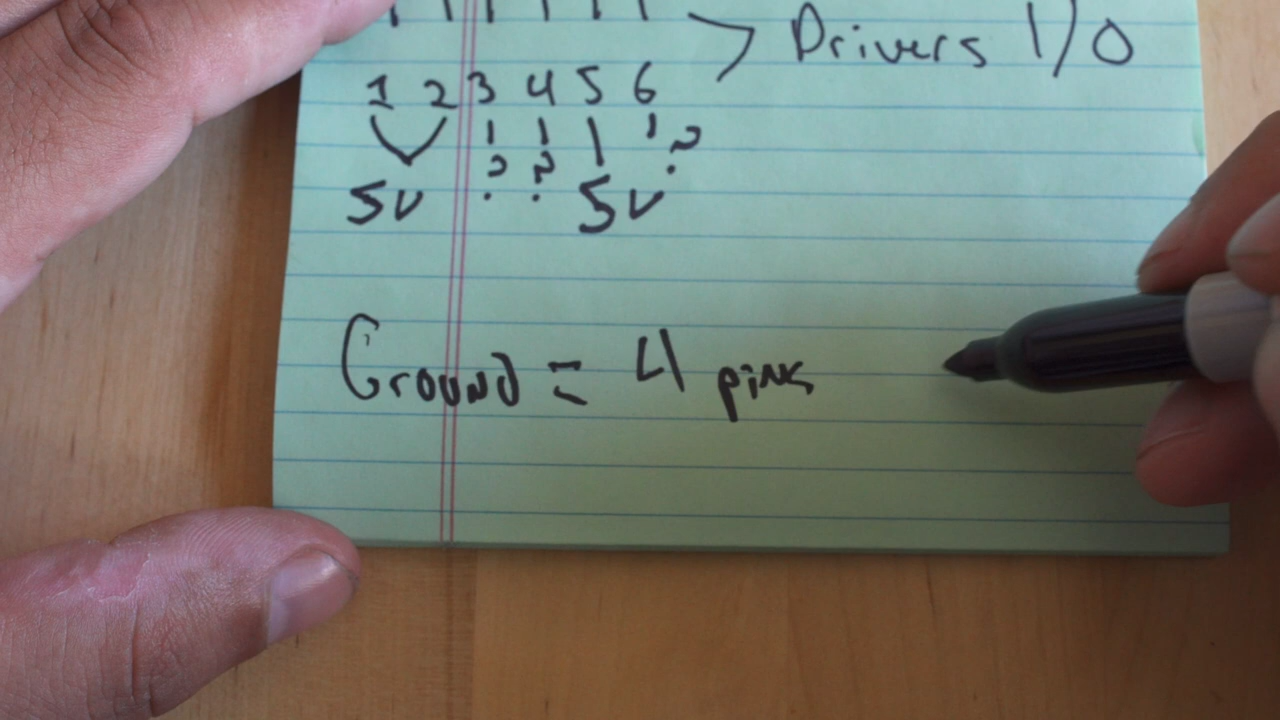 Drivers I/O
1 2 3 4 5 6
? ? ?
5v 5v
Ground = 4 pins